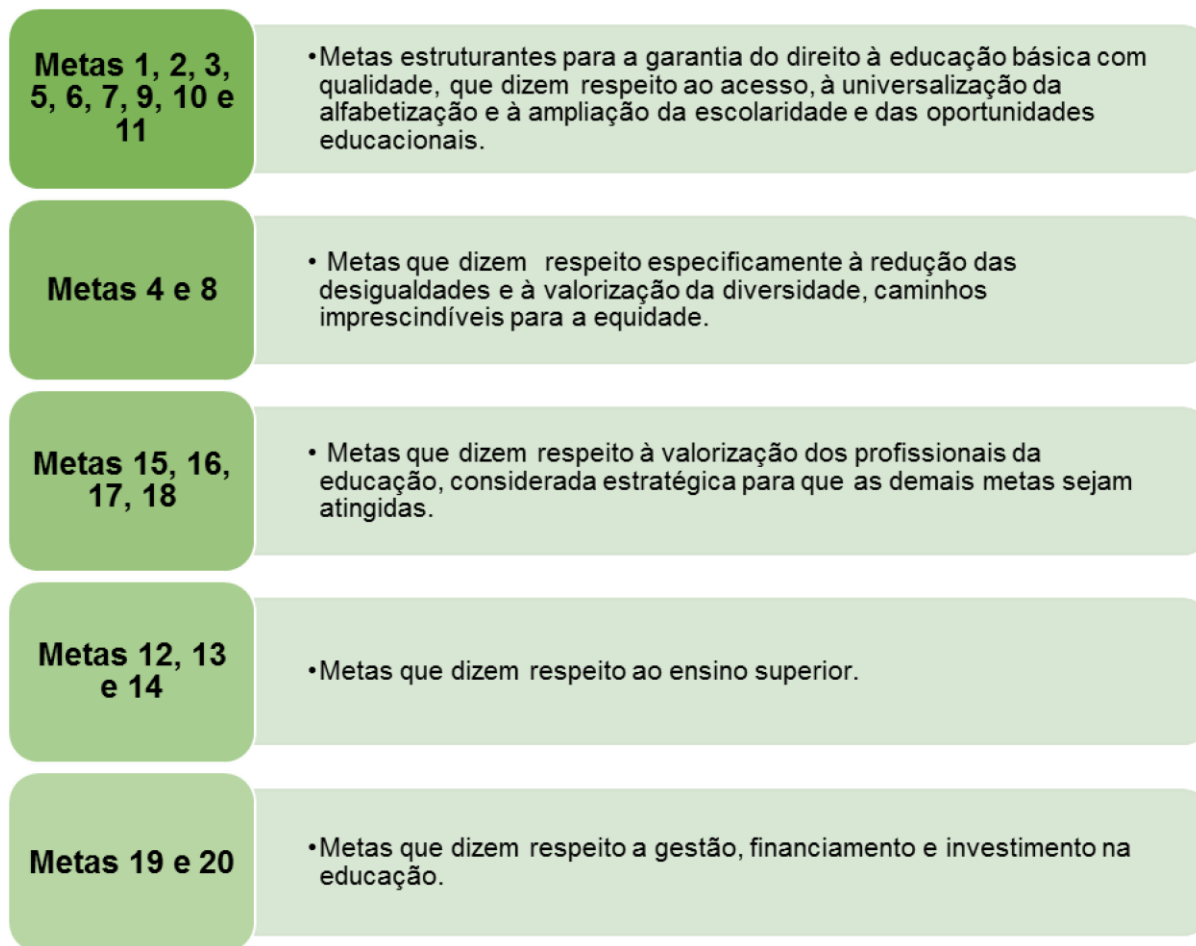 Metas 1, 2, 3,
5, 6, 7, 9, 10 e
11
•Metas estruturantes para a garantia do direito à educação básica com
qualidade, que dizem respeito ao acesso, à universalização da
alfabetização e à ampliação da escolaridade e das oportunidades
educacionais.
Metas 4 e 8
• Metas que dizem respeito especificamente à redução das
desigualdades e à valorização da diversidade, caminhos
imprescindíveis para a equidade.
Metas 15, 16,
17, 18
• Metas que dizem respeito à valorização dos profissionais da
educação, considerada estratégica para que as demais metas sejam
atingidas.
Metas 12, 13
e 14
•Metas que dizem respeito ao ensino superior.
Metas 19 e 20
•Metas que dizem respeito a gestão, financiamento e investimento na
educação.